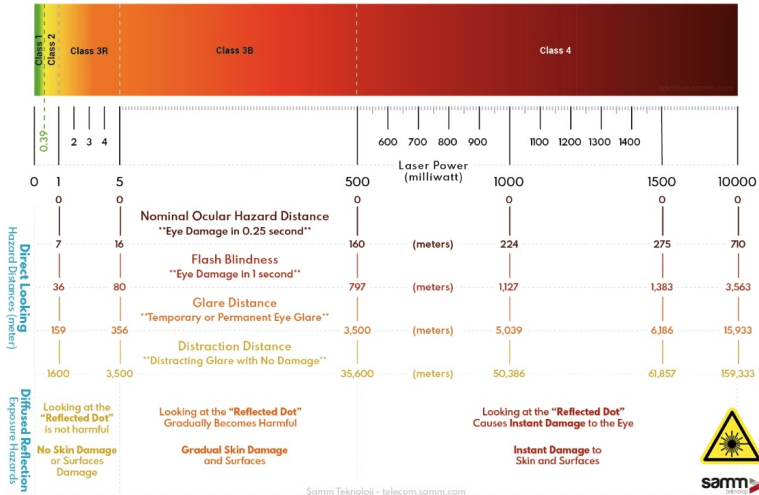 Class 1
Class 2
Class 3R
Class 3B
Class 4
telecom.samm.com
0.39
2 3 4
600 700 800 900 1100 1200 1300 1400
Laser Power
(milliwatt)
0 1 5 500 1000 1500 10000
0 0 0 0 0 0
Direct Looking
Hazard Distances (meter)
Nominal Ocular Hazard Distance
**Eye Damage in 0.25 second**
7 16 160 (meters) 224 275 710
Flash Blindness
**Eye Damage in 1 second**
36 80 797 (meters) 1,127 1,383 3,563
Glare Distance
**Temporary or Permanent Eye Glare**
159 356 3,500 (meters) 5,039 6,186 15,933
Distraction Distance
**Distracting Glare with No Damage**
1600 3,500 35,600 (meters) 50,386 61,857 159,333
Diffused Reflection
Exposure Hazards
Looking at the
“Reflected Dot”
is not harmful
No Skin Damage
or Surfaces
Damage
Looking at the “Reflected Dot”
Gradually Becomes Harmful
Gradual Skin Damage
and Surfaces
Looking at the “Reflected Dot”
Causes Instant Damage to the Eye
Instant Damage to
Skin and Surfaces
samm
teknoloji
Samm Teknoloji - telecom.samm.com